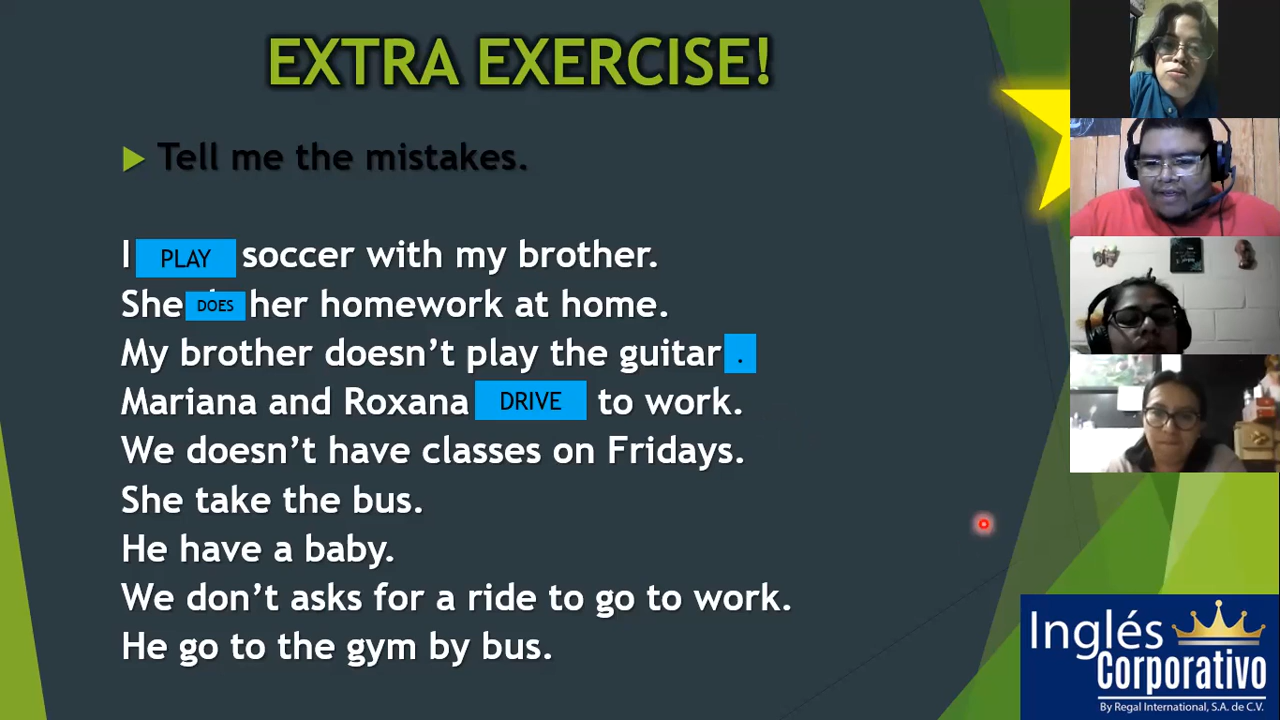 EXTRA EXERCISE!
Tell me the mistakes.
I PLAY soccer with my brother.
She DOES her homework at home.
My brother doesn't play the guitar .
Mariana and Roxana DRIVE to work.
We doesn't have classes on Fridays.
She take the bus.
He have a baby.
We don't asks for a ride to go to work.
He go to the gym by bus.
Inglés
Corporativo
By Regal International, S.A. de C.V.